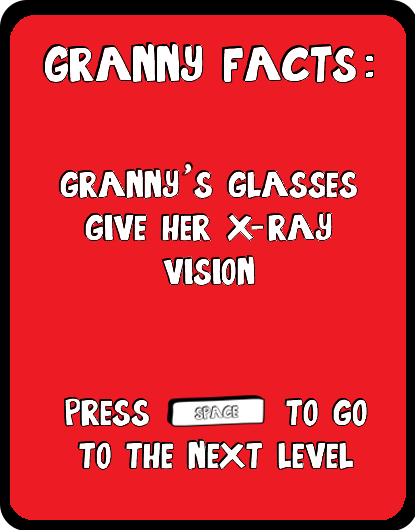 GRANNY FACTS:
GRANNY'S GLASSES
GIVE HER X-RAY
VISION
PRESS SPACE TO GO
TO THE NEXT LEVEL